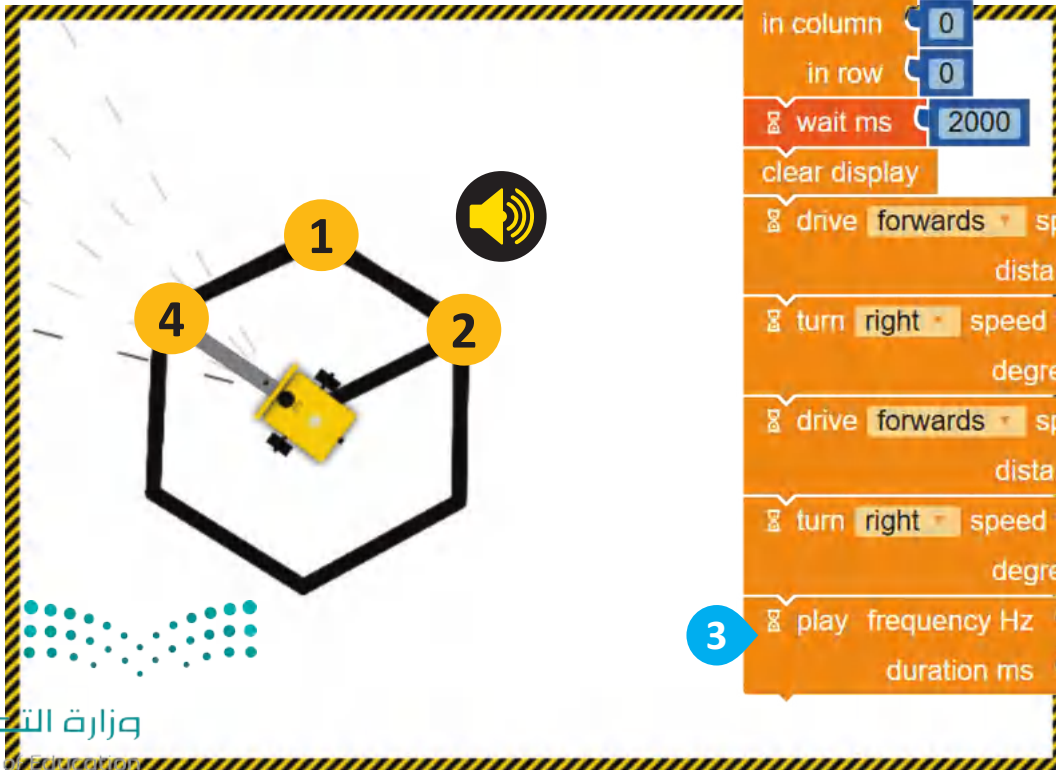 in column 0
in row 0
wait ms 2000
clear display
drive forwards
turn right speed
drive forwards
turn right speed
play frequency Hz
duration ms
1
2
4
3
وزارة
Education